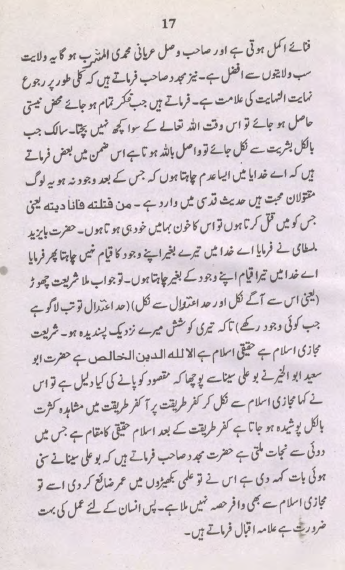 17
فنائے اکمل ہوتی ہے اور صاحب وصل عریانی محمدی المشرب ہو گا یہ ولایت
سب ولایتوں سے افضل ہے۔ نیز مجدد صاحب فرماتے ہیں کہ کلی طور پر رجوع
نہایت النہایت کی علامت ہے۔ فرماتے ہیں جب تمام ہو جائے محض نیستی
حاصل ہو جائے تو اس وقت اللہ تعالے کے سوا کچھ نہیں بچتا۔ سالک جب
بالکل بشریت سے نکل جائے تو واصل باللہ ہوتا ہے اس ضمن میں بعض فرماتے
ہیں کہ اے خدایا میں ایسا عدم چاہتا ہوں کہ جس کے بعد وجود نہ ہو یہ لوگ
مقتولان محبت ہیں حدیث قدسی میں وارد ہے۔ من قتلته فانا دیته یعنی
جس کو میں قتل کرتا ہوں تو اس کا خون بہا میں خود ہی ہوتا ہوں۔ حضرت بایزید
بسطامی نے فرمایا اے خدا میں تیرے بغیر اپنے وجود کا قیام نہیں چاہتا پھر فرمایا
اے خدا میں تیرا قیام اپنے وجود کے بغیر چاہتا ہوں۔ تو جواب ملا شریعت چھوڑ
(یعنی اس سے آگے نکل اور حد اعتدال سے نکل) (حد اعتدال تو تب لاگو ہے
جب کوئی وجود رکھے) تاکہ تیری کوشش میرے نزدیک پسندیدہ ہو۔ شریعت
مجازی اسلام ہے حقیقی اسلام ہے الا لله الدین الخالص ہے حضرت ابو
سعید ابوالخیر نے بو علی سینا سے پوچھا کہ مقصود کو پانے کی کیا دلیل ہے تو اس
نے کہا مجازی اسلام سے نکل کر کفر طریقت پر آ کفر طریقت میں مشاہدہ کثرت
بالکل پوشیدہ ہو جاتا ہے کفر طریقت کے بعد اسلام حقیقی کا مقام ہے جس میں
دوئی سے نجات ملتی ہے حضرت مجدد صاحب فرماتے ہیں کہ بو علی سینا نے سنی
ہوئی بات کہہ دی ہے اس نے تو علمی بکھیڑوں میں عمر ضائع کر دی اسے تو
مجازی اسلام سے بھی وافر حصہ نہیں ملا ہے۔ پس انسان کے لئے عمل کی بہت
ضرورت ہے علامہ اقبال فرماتے ہیں۔